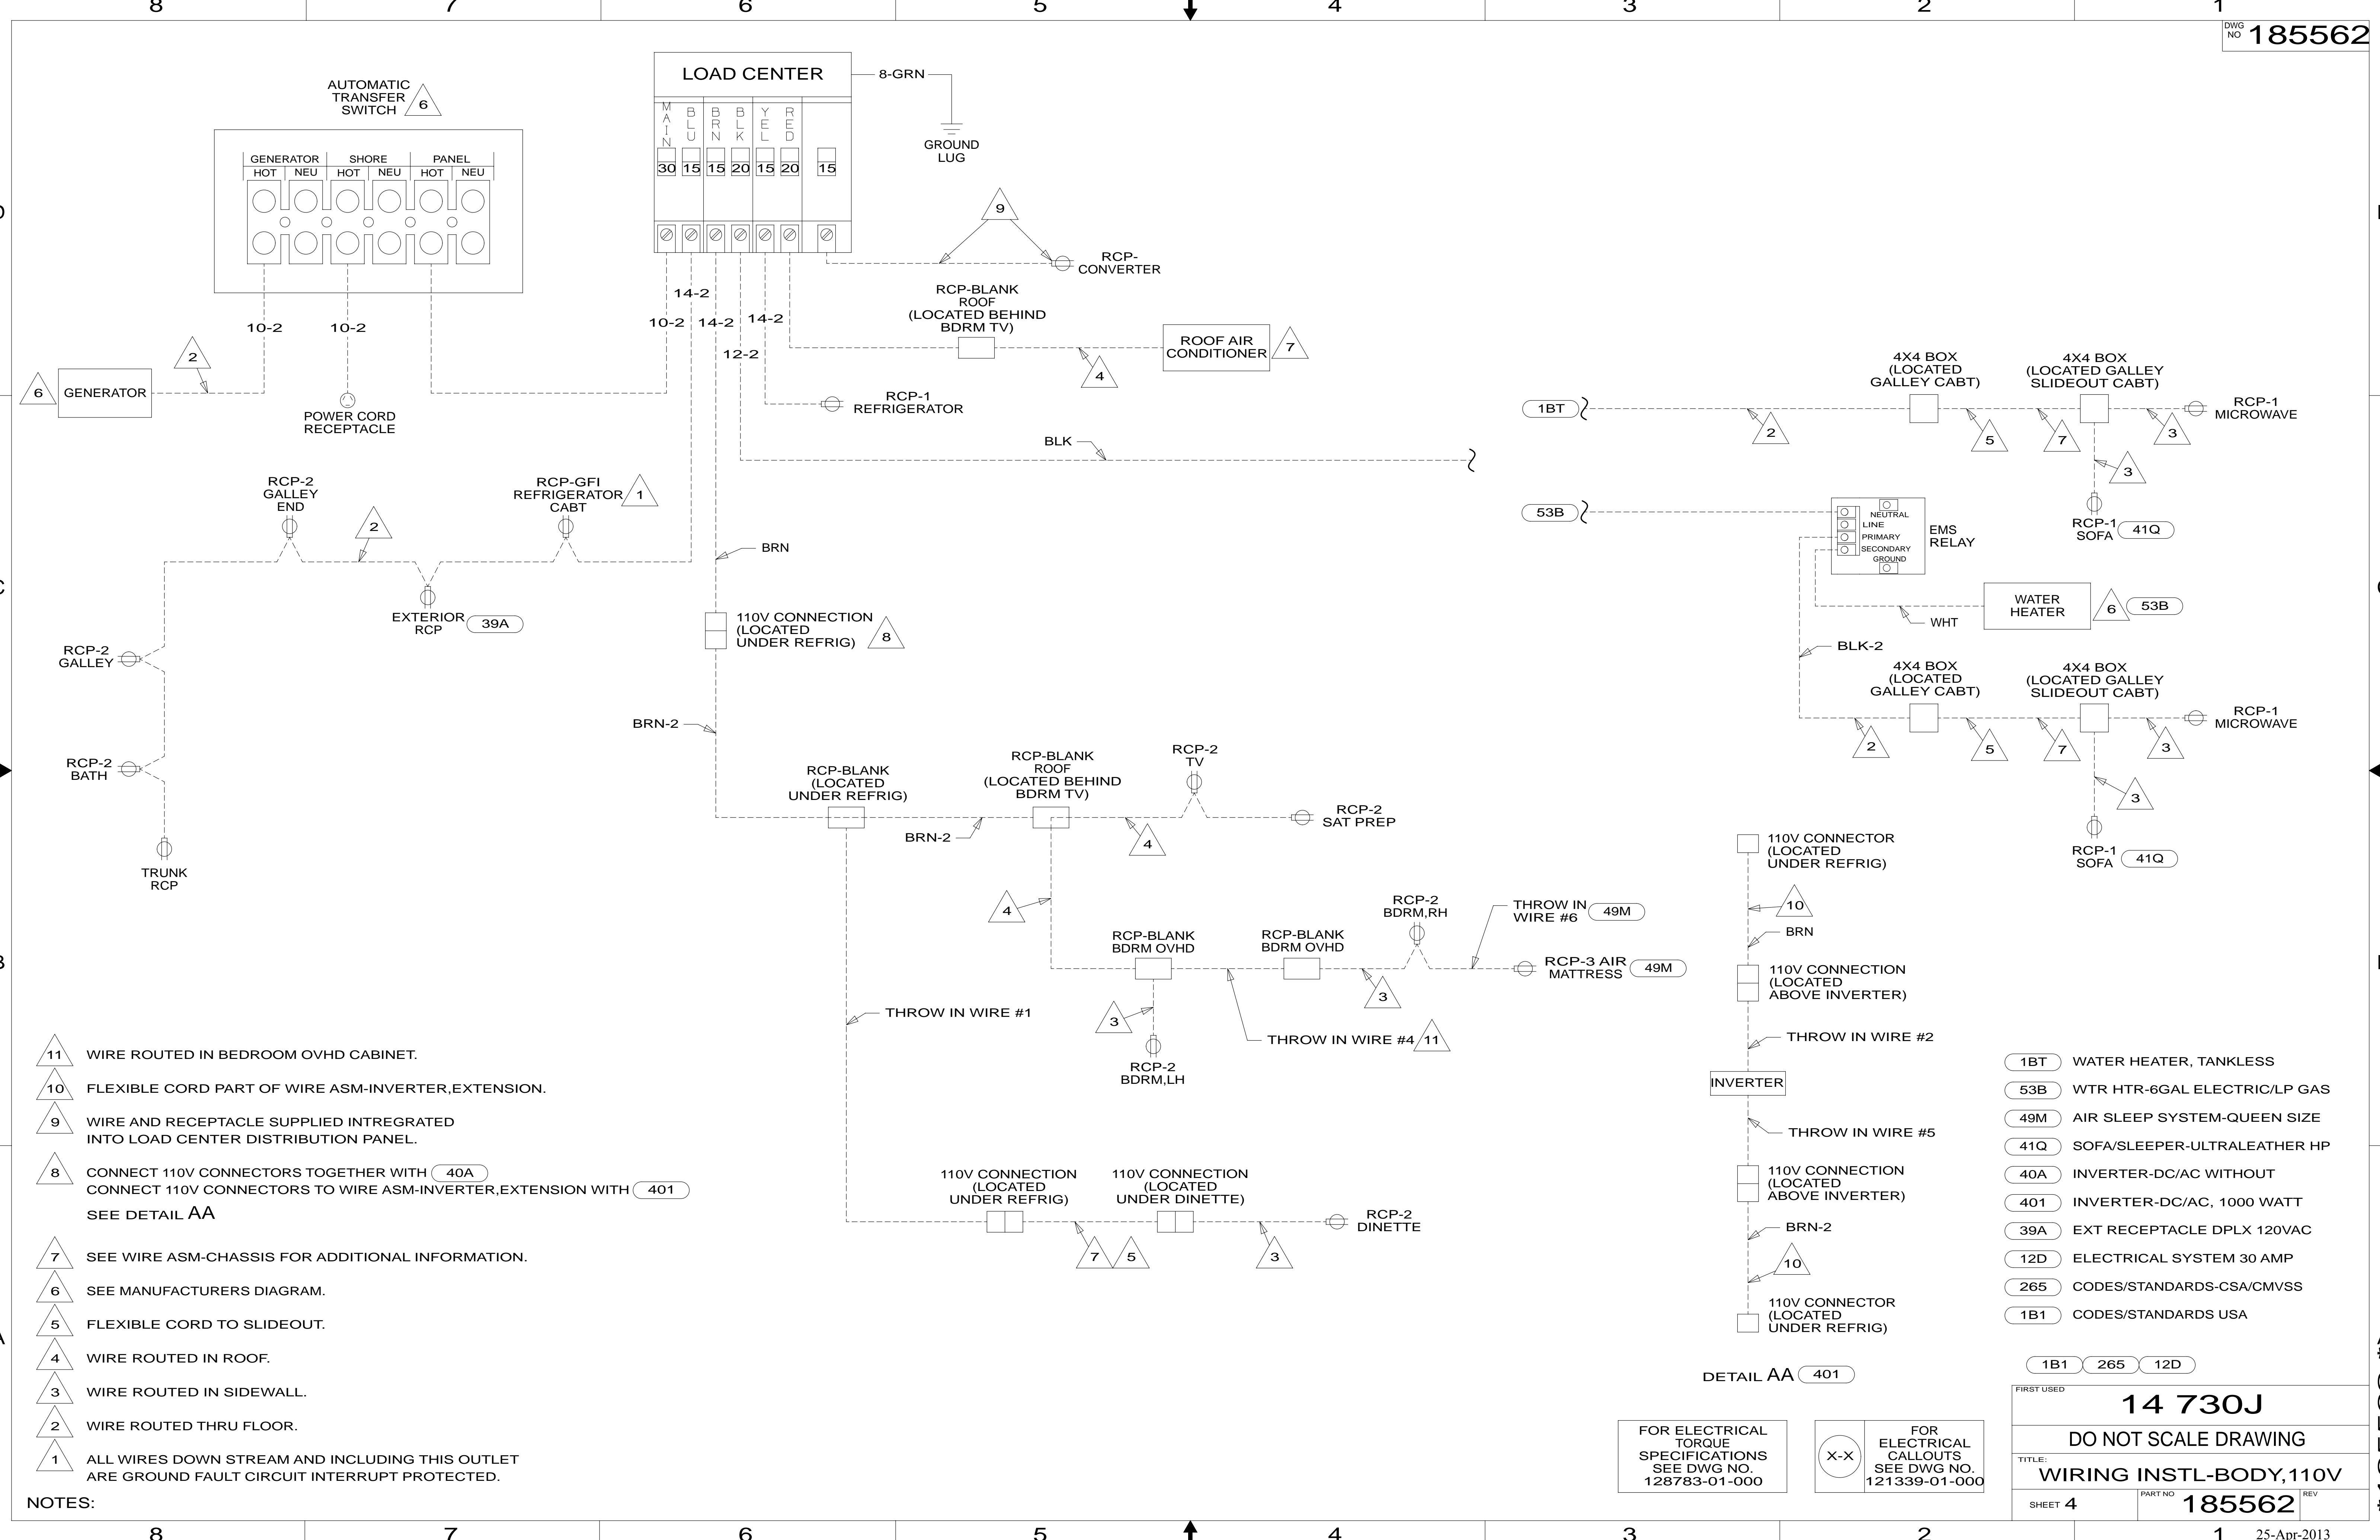 8 7 6 5 4 3 2 1
DWG
NO 185562
LOAD CENTER
8-GRN
GROUND
LUG
MAIN BLU BRN BLK YEL RED
30 15 15 20 15 20 15
AUTOMATIC
TRANSFER
SWITCH 6
GENERATOR SHORE PANEL
HOT NEU HOT NEU HOT NEU
10-2 10-2
2
6 GENERATOR
POWER CORD
RECEPTACLE
14-2
10-2 14-2 14-2
12-2
9
RCP-
CONVERTER
RCP-BLANK
ROOF
(LOCATED BEHIND
BDRM TV)
4
ROOF AIR
CONDITIONER 7
RCP-1
REFRIGERATOR
BLK
RCP-2
GALLEY
END
2
RCP-GFI
REFRIGERATOR
CABT
1
EXTERIOR
RCP
39A
RCP-2
GALLEY
RCP-2
BATH
TRUNK
RCP
BRN
110V CONNECTION
(LOCATED
UNDER REFRIG)
8
BRN-2
RCP-BLANK
(LOCATED
UNDER REFRIG)
BRN-2
RCP-BLANK
ROOF
(LOCATED BEHIND
BDRM TV)
4
RCP-2
TV
RCP-2
SAT PREP
4
RCP-BLANK
BDRM OVHD
RCP-BLANK
BDRM OVHD
RCP-2
BDRM,RH
THROW IN
WIRE #6
49M
RCP-3 AIR
MATTRESS
49M
3
3
THROW IN WIRE #4 11
RCP-2
BDRM,LH
THROW IN WIRE #1
110V CONNECTION
(LOCATED
UNDER REFRIG)
110V CONNECTION
(LOCATED
UNDER DINETTE)
7 5 3
RCP-2
DINETTE
1BT
2
4X4 BOX
(LOCATED
GALLEY CABT)
5 7
4X4 BOX
(LOCATED GALLEY
SLIDEOUT CABT)
3
RCP-1
MICROWAVE
3
RCP-1
SOFA
41Q
53B
NEUTRAL
LINE
PRIMARY
SECONDARY
GROUND
EMS
RELAY
WATER
HEATER
6 53B
WHT
BLK-2
4X4 BOX
(LOCATED
GALLEY CABT)
4X4 BOX
(LOCATED GALLEY
SLIDEOUT CABT)
2 5 7 3
RCP-1
MICROWAVE
3
RCP-1
SOFA
41Q
110V CONNECTOR
(LOCATED
UNDER REFRIG)
10
BRN
110V CONNECTION
(LOCATED
ABOVE INVERTER)
THROW IN WIRE #2
INVERTER
THROW IN WIRE #5
110V CONNECTION
(LOCATED
ABOVE INVERTER)
BRN-2
10
110V CONNECTOR
(LOCATED
UNDER REFRIG)
DETAIL AA 401
11 WIRE ROUTED IN BEDROOM OVHD CABINET.
10 FLEXIBLE CORD PART OF WIRE ASM-INVERTER,EXTENSION.
9 WIRE AND RECEPTACLE SUPPLIED INTREGRATED
INTO LOAD CENTER DISTRIBUTION PANEL.
8 CONNECT 110V CONNECTORS TOGETHER WITH 40A
CONNECT 110V CONNECTORS TO WIRE ASM-INVERTER,EXTENSION WITH 401
SEE DETAIL AA
7 SEE WIRE ASM-CHASSIS FOR ADDITIONAL INFORMATION.
6 SEE MANUFACTURERS DIAGRAM.
5 FLEXIBLE CORD TO SLIDEOUT.
4 WIRE ROUTED IN ROOF.
3 WIRE ROUTED IN SIDEWALL.
2 WIRE ROUTED THRU FLOOR.
1 ALL WIRES DOWN STREAM AND INCLUDING THIS OUTLET
ARE GROUND FAULT CIRCUIT INTERRUPT PROTECTED.
NOTES:
1BT WATER HEATER, TANKLESS
53B WTR HTR-6GAL ELECTRIC/LP GAS
49M AIR SLEEP SYSTEM-QUEEN SIZE
41Q SOFA/SLEEPER-ULTRALEATHER HP
40A INVERTER-DC/AC WITHOUT
401 INVERTER-DC/AC, 1000 WATT
39A EXT RECEPTACLE DPLX 120VAC
12D ELECTRICAL SYSTEM 30 AMP
265 CODES/STANDARDS-CSA/CMVSS
1B1 CODES/STANDARDS USA
1B1 265 12D
FOR ELECTRICAL
TORQUE
SPECIFICATIONS
SEE DWG NO.
128783-01-000
X-X
FOR
ELECTRICAL
CALLOUTS
SEE DWG NO.
121339-01-000
FIRST USED
14 730J
DO NOT SCALE DRAWING
TITLE:
WIRING INSTL-BODY,110V
SHEET 4
PART NO 185562
REV
8 7 6 5 4 3 2 1
25-Apr-2013